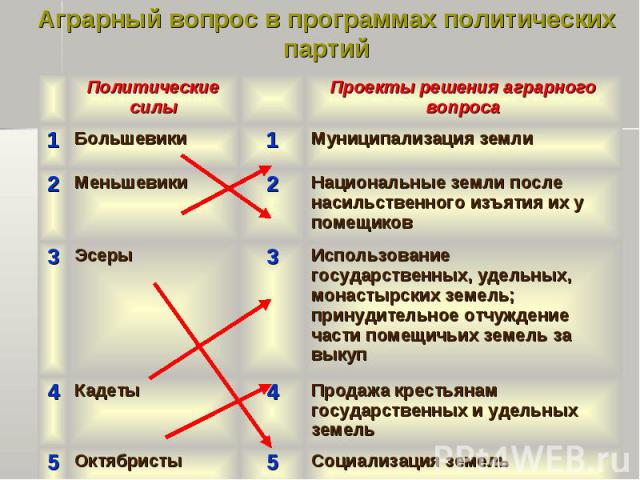 Аграрный вопрос в программах политических
партий
Политические
силы
Проекты решения аграрного
вопроса
1 Большевики 1 Муниципализация земли
2 Меньшевики 2 Национальные земли после
насильственного изъятия их у
помещиков
3 Эсеры 3 Использование
государственных, удельных,
монастырских земель;
принудительное отчуждение
части помещичьих земель за
выкуп
4 Кадеты 4 Продажа крестьянам
государственных и удельных
земель
5 Октябристы 5 Социализация земель
PPt4WEB.ru